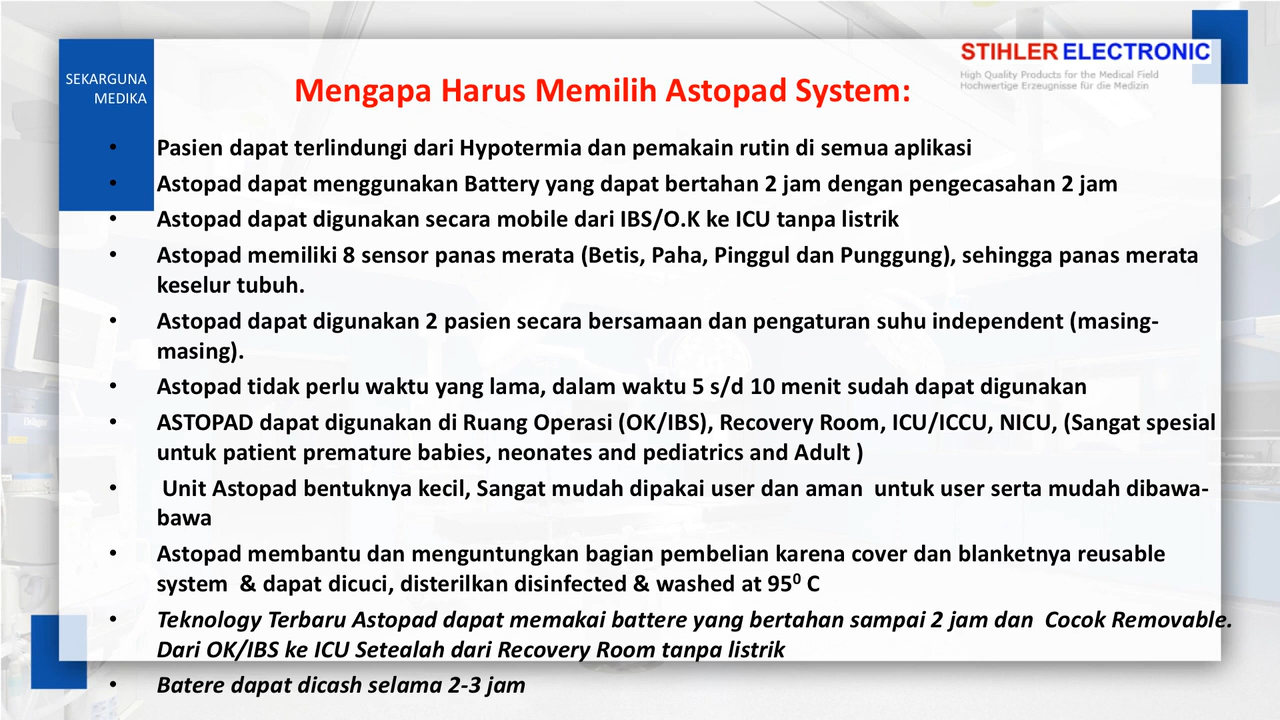 SEKARGUNA
MEDIKA
STIHLER ELECTRONIC
High Quality Products for the Medical Field
Hochwertige Erzeugnisse für die Medizin
Mengapa Harus Memilih Astopad System:
• Pasien dapat terlindungi dari Hypotermia dan pemakain rutin di semua aplikasi
• Astopad dapat menggunakan Battery yang dapat bertahan 2 jam dengan pengecasahan 2 jam
• Astopad dapat digunakan secara mobile dari IBS/O.K ke ICU tanpa listrik
• Astopad memiliki 8 sensor panas merata (Betis, Paha, Pinggul dan Punggung), sehingga panas merata
keselur tubuh.
• Astopad dapat digunakan 2 pasien secara bersamaan dan pengaturan suhu independent (masing-
masing).
• Astopad tidak perlu waktu yang lama, dalam waktu 5 s/d 10 menit sudah dapat digunakan
• ASTOPAD dapat digunakan di Ruang Operasi (OK/IBS), Recovery Room, ICU/ICCU, NICU, (Sangat spesial
untuk patient premature babies, neonates and pediatrics and Adult )
• Unit Astopad bentuknya kecil, Sangat mudah dipakai user dan aman  untuk user serta mudah dibawa-
bawa
• Astopad membantu dan menguntungkan bagian pembelian karena cover dan blanketnya reusable
system  & dapat dicuci, disterilkan disinfected & washed at 95⁰ C
• Teknology Terbaru Astopad dapat memakai battere yang bertahan sampai 2 jam dan  Cocok Removable.
Dari OK/IBS ke ICU Setealah dari Recovery Room tanpa listrik
• Batere dapat dicash selama 2-3 jam